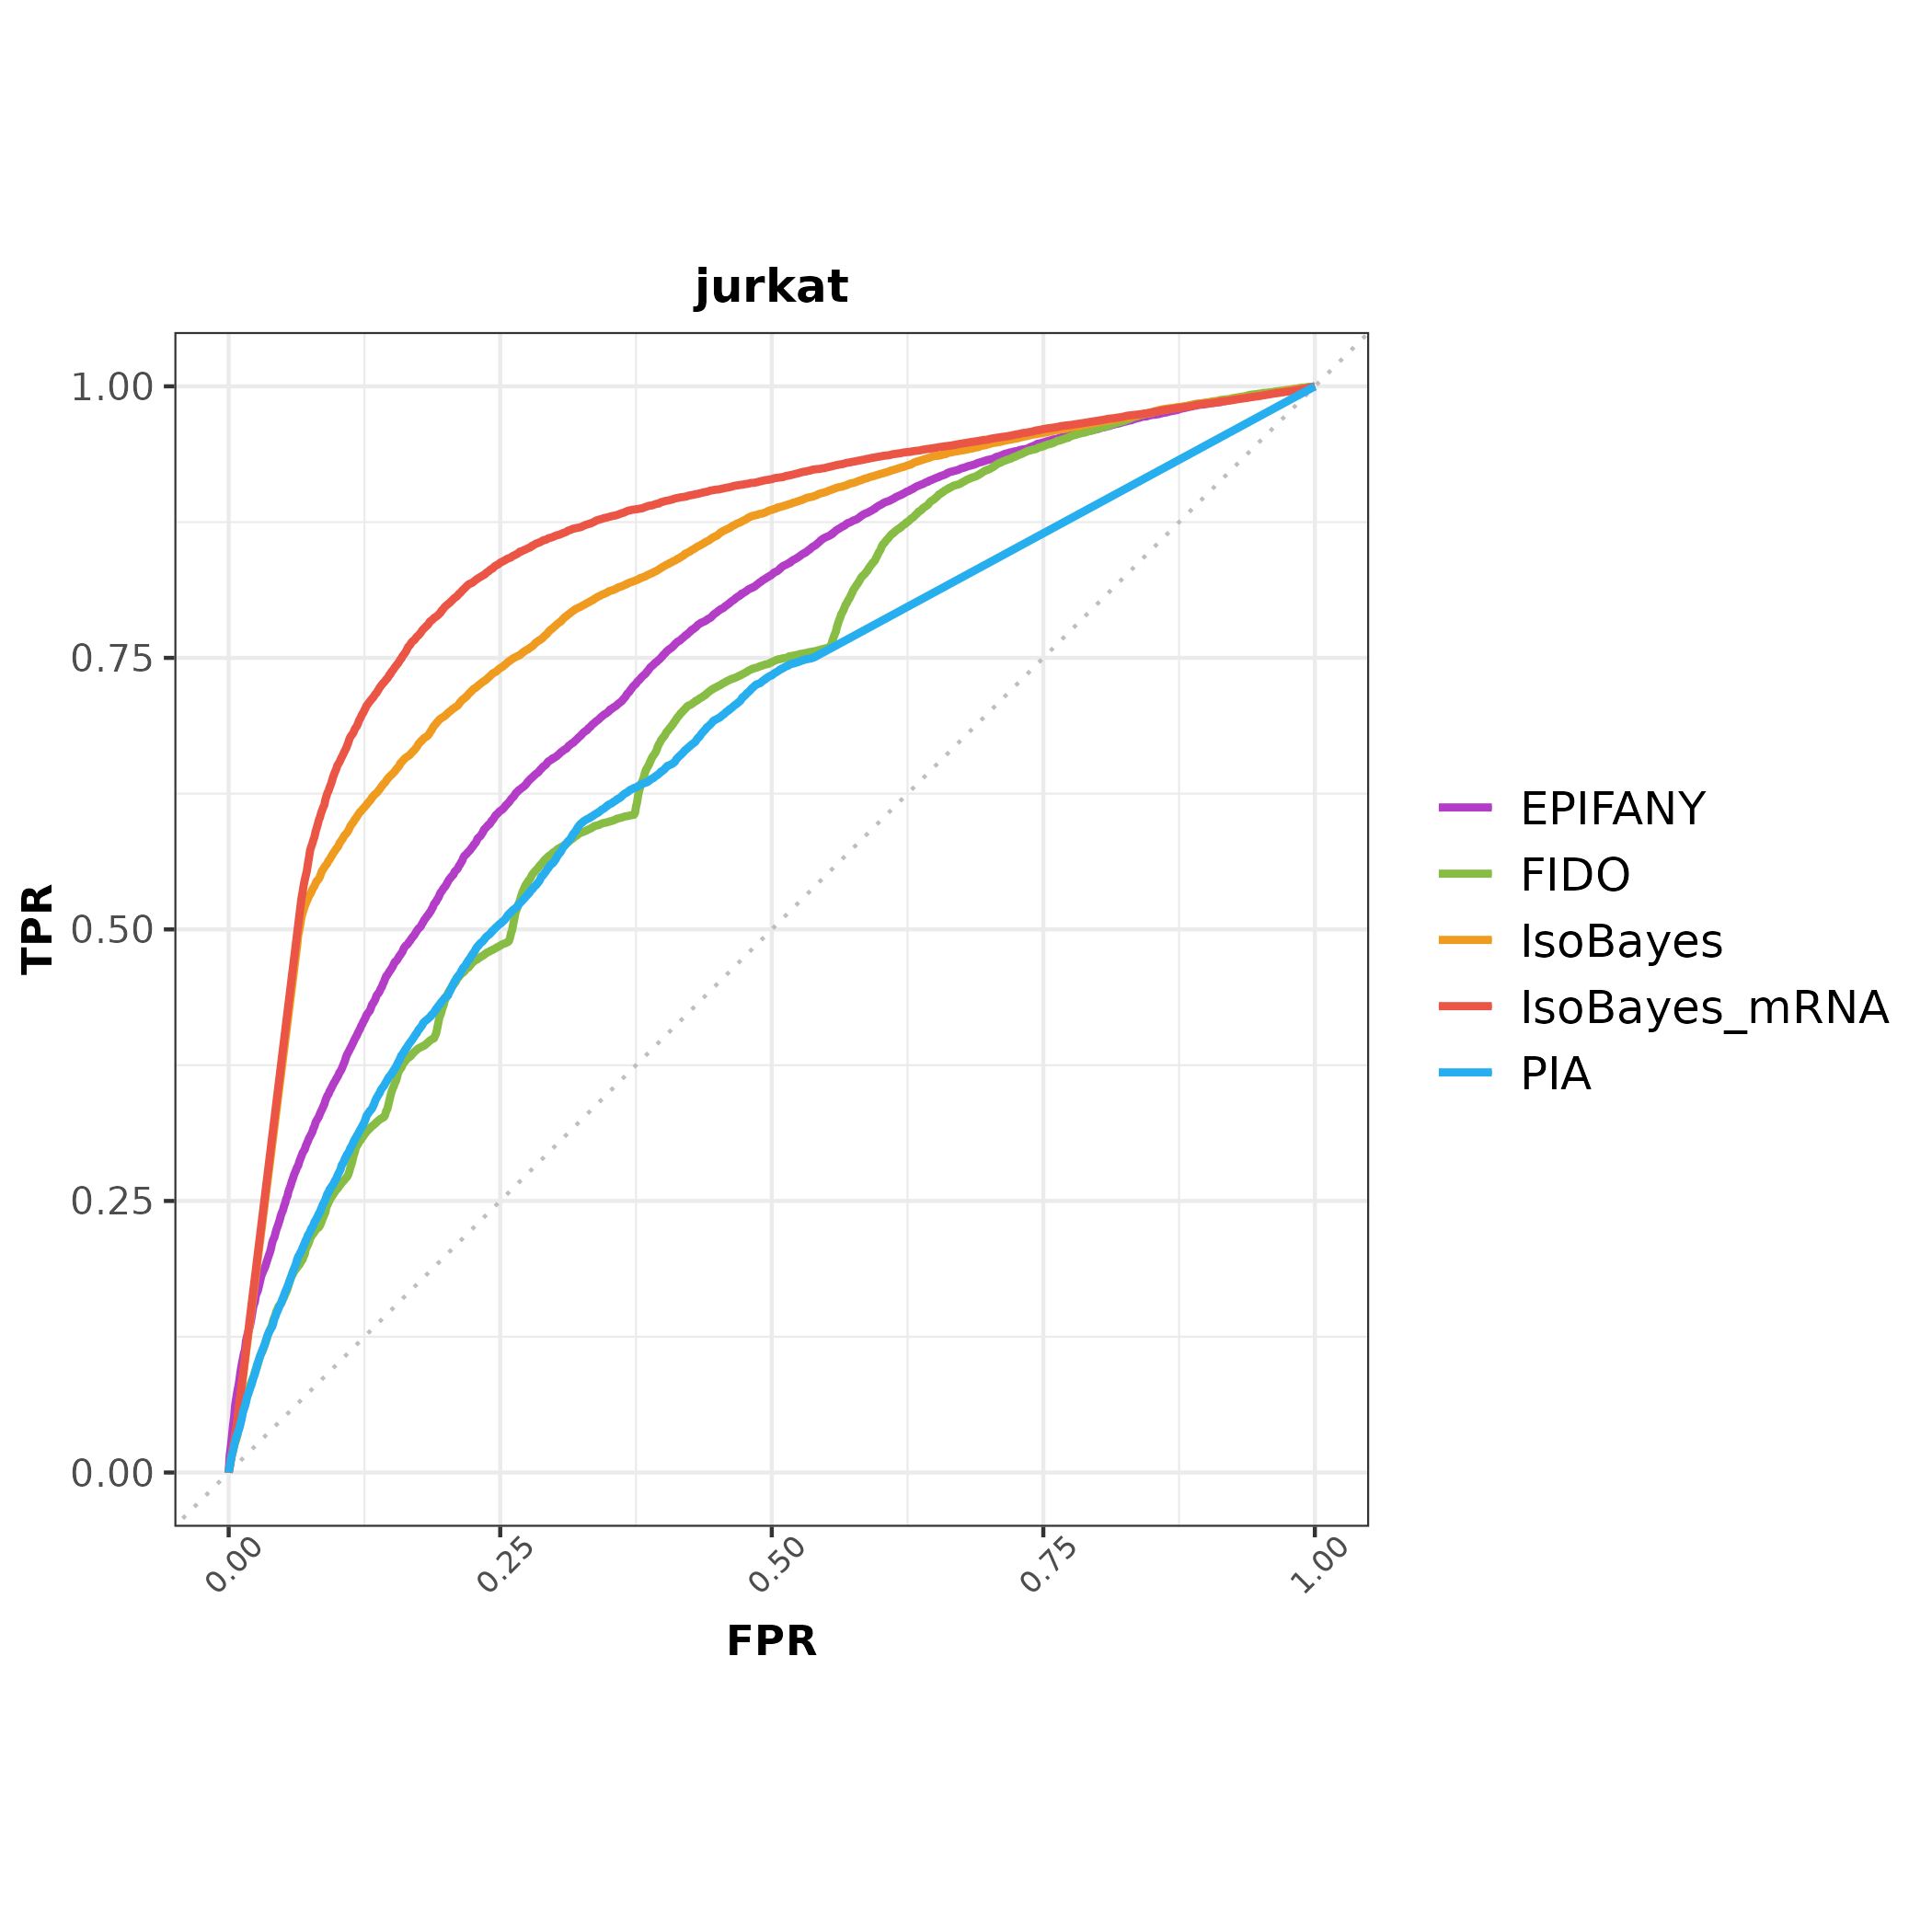 jurkat
TPR
1.00
0.75
0.50
0.25
0.00
0.00
0.25
0.50
0.75
1.00
FPR
EPIFANY
FIDO
IsoBayes
IsoBayes_mRNA
PIA